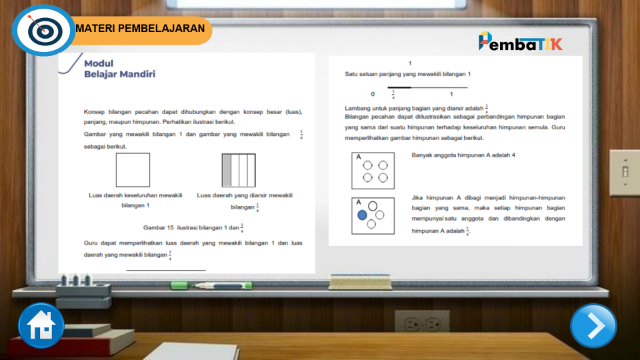 MATERI PEMBELAJARAN
PembaTIK
Modul
Belajar Mandiri
Konsep bilangan pecahan dapat dihubungkan dengan konsep besar (luas),
panjang, maupun himpunan. Perhatikan ilustrasi berikut.
Gambar yang mewakili bilangan 1 dan gambar yang mewakili bilangan 1/4
sebagai berikut.
Luas daerah keseluruhan mewakili
bilangan 1
Luas daerah yang diarsir mewakili
bilangan 1/4
Gambar 15 ilustrasi bilangan 1 dan 1/4
Guru dapat memperlihatkan luas daerah yang mewakili bilangan 1 dan luas
daerah yang mewakili bilangan 1/4
1
Satu satuan panjang yang mewakili bilangan 1
0 1/4 1
Lambang untuk panjang bagian yang diarsir adalah 1/4
Bilangan pecahan dapat diilustrasikan sebagai perbandingan himpunan bagian
yang sama dari suatu himpunan terhadap keseluruhan himpunan semula. Guru
memperlihatkan gambar himpunan sebagai berikut.
A
Banyak anggota himpunan A adalah 4
A
Jika himpunan A dibagi menjadi himpunan-himpunan
bagian yang sama, maka setiap himpunan bagian
mempunyai satu anggota dan dibandingkan dengan
himpunan A adalah 1/4